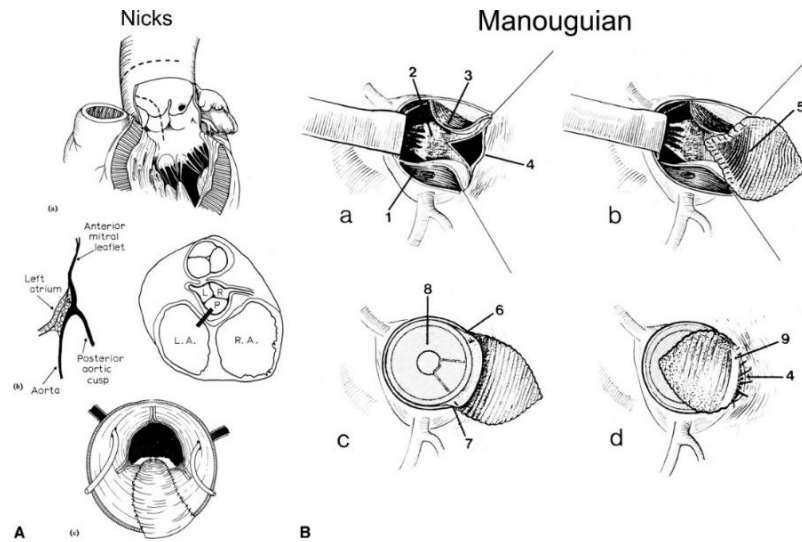 Nicks
Manouguian
(a)
Anterior
mitral
leaflet
Left
atrium
Posterior
aortic
cusp
Aorta
(b)
L
R
P
L.A.
R.A.
(c)
A
2
3
4
1
a
5
b
8
6
7
c
9
4
d
B